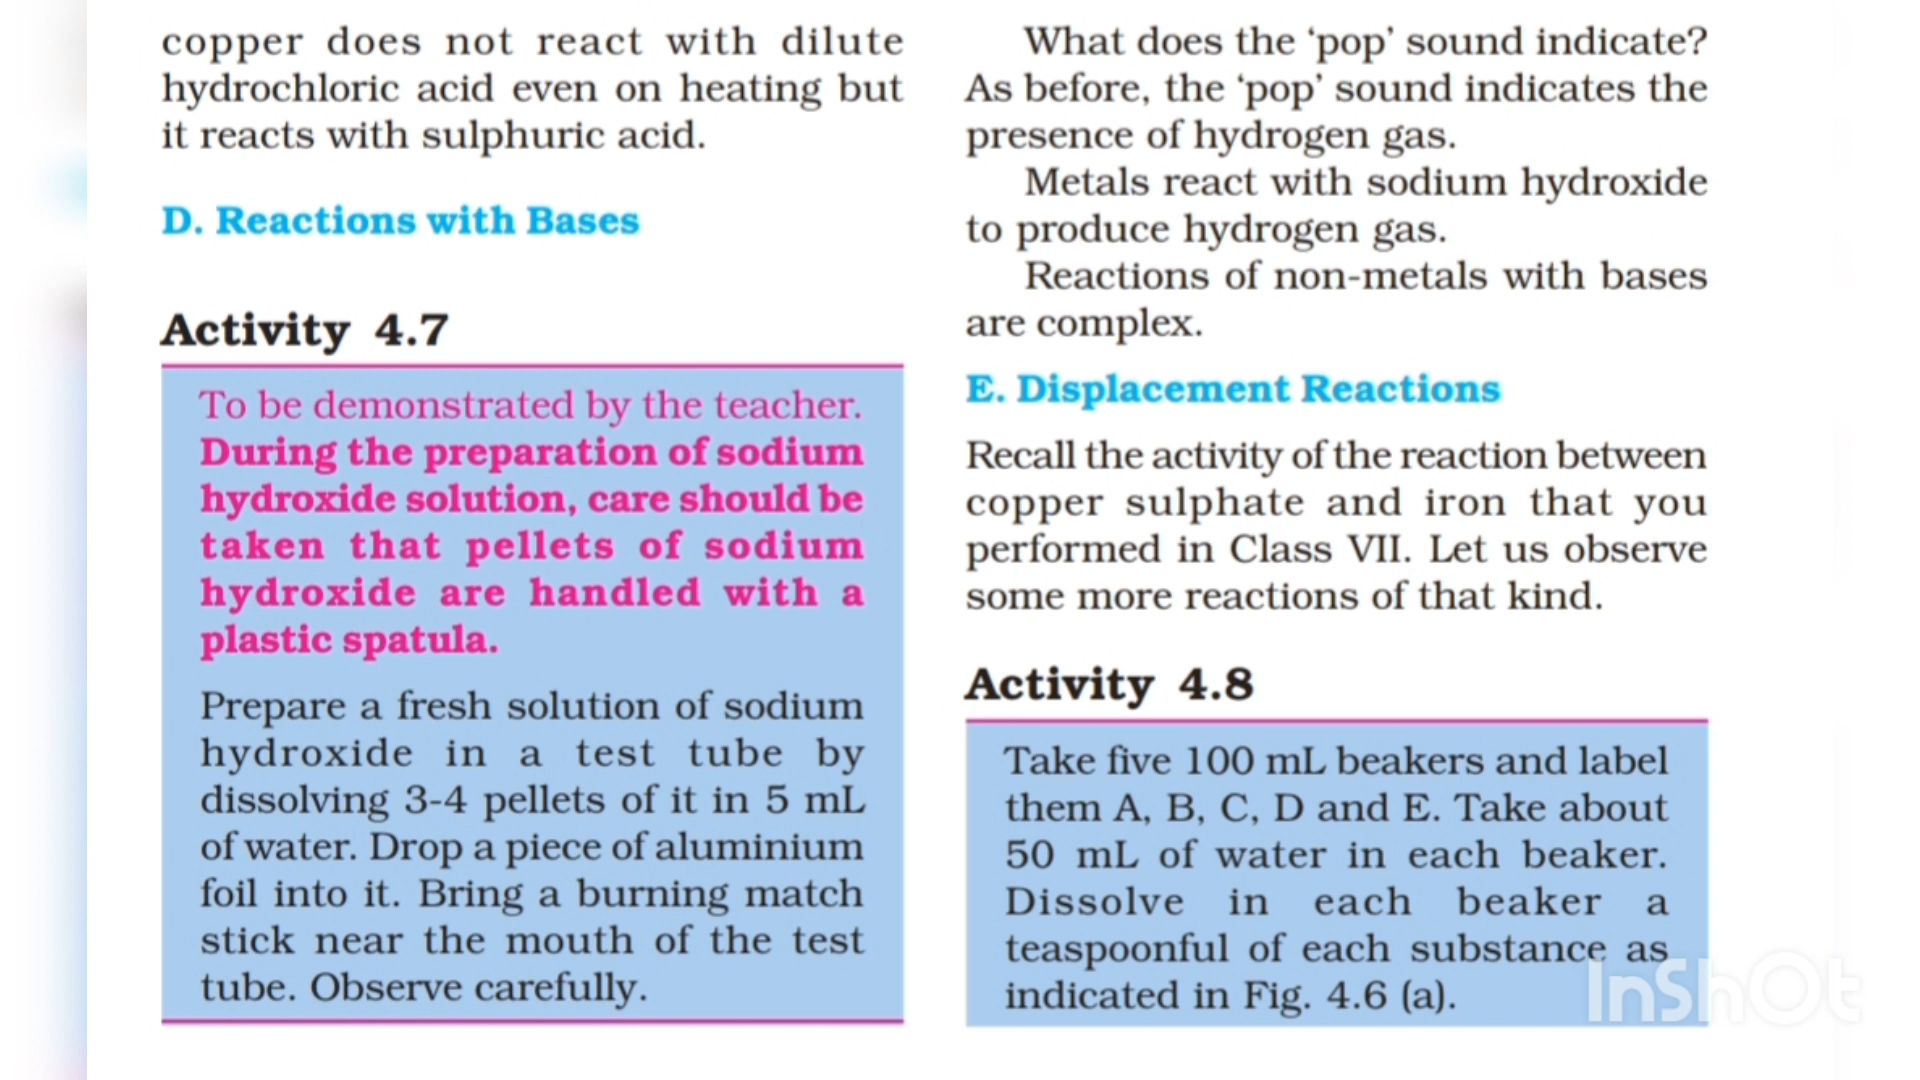 copper does not react with dilute
hydrochloric acid even on heating but
it reacts with sulphuric acid.
D. Reactions with Bases
Activity 4.7
To be demonstrated by the teacher.
During the preparation of sodium
hydroxide solution, care should be
taken that pellets of sodium
hydroxide are handled with a
plastic spatula.
Prepare a fresh solution of sodium
hydroxide in a test tube by
dissolving 3-4 pellets of it in 5 mL
of water. Drop a piece of aluminium
foil into it. Bring a burning match
stick near the mouth of the test
tube. Observe carefully.
What does the ‘pop’ sound indicate?
As before, the ‘pop’ sound indicates the
presence of hydrogen gas.
Metals react with sodium hydroxide
to produce hydrogen gas.
Reactions of non-metals with bases
are complex.
E. Displacement Reactions
Recall the activity of the reaction between
copper sulphate and iron that you
performed in Class VII. Let us observe
some more reactions of that kind.
Activity 4.8
Take five 100 mL beakers and label
them A, B, C, D and E. Take about
50 mL of water in each beaker.
Dissolve in each beaker a
teaspoonful of each substance as
indicated in Fig. 4.6 (a).
InShOt